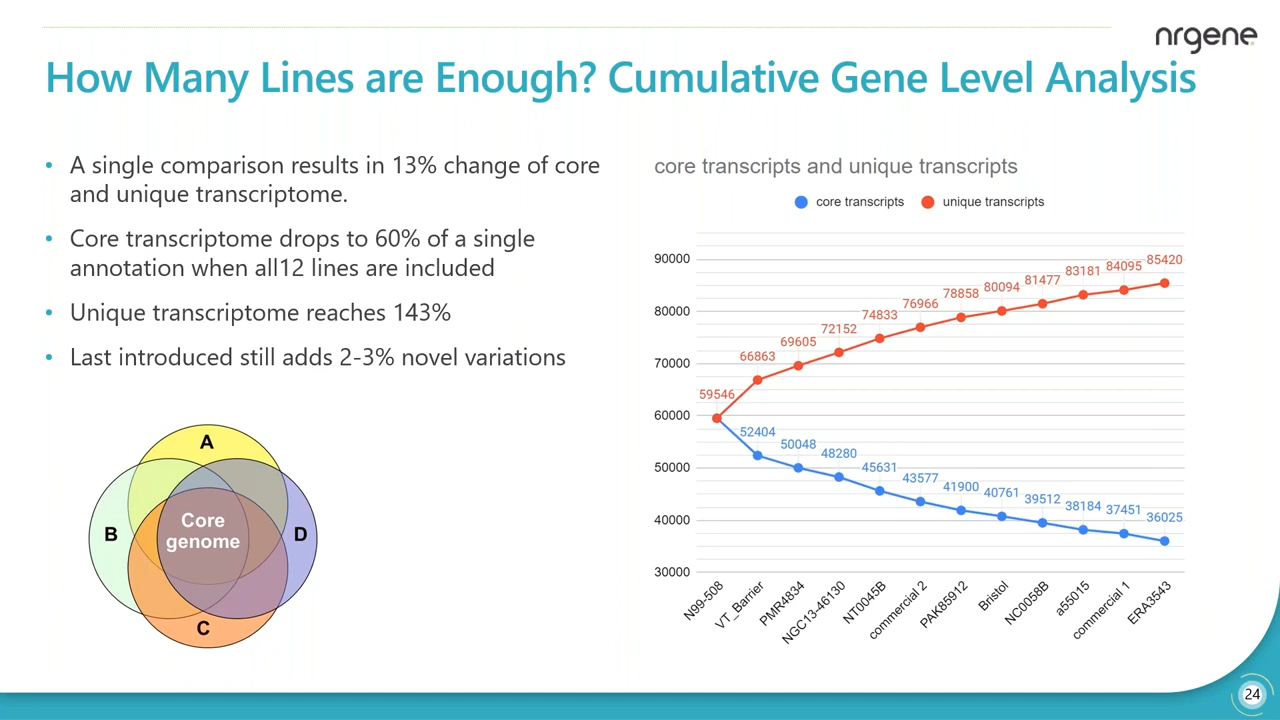 nrgene
How Many Lines are Enough? Cumulative Gene Level Analysis
• A single comparison results in 13% change of core
and unique transcriptome.
• Core transcriptome drops to 60% of a single
annotation when all12 lines are included
• Unique transcriptome reaches 143%
• Last introduced still adds 2-3% novel variations
A
B
Core
genome
D
C
core transcripts and unique transcripts
core transcripts
unique transcripts
90000
80000
70000
60000
50000
40000
30000
59546
66863
69605
72152
74833
76966
78858
80094
81477
83181
84095
85420
52404
50048
48280
45631
43577
41900
40761
39512
38184
37451
36025
N99-508
VT_Barrier
PMR4834
NGC13-46130
NT0045B
commercial 2
PAK85912
Bristol
NC0058B
a55015
commercial 1
ERA3543
24